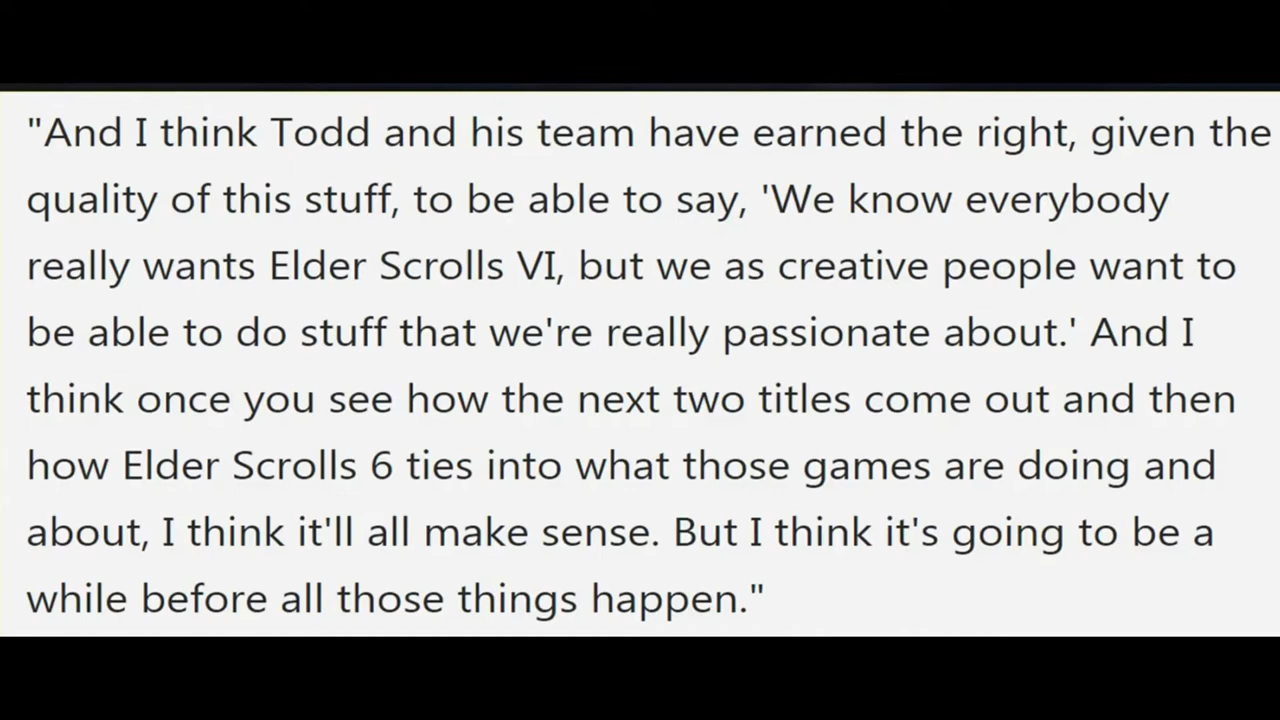 "And I think Todd and his team have earned the right, given the
quality of this stuff, to be able to say, 'We know everybody
really wants Elder Scrolls VI, but we as creative people want to
be able to do stuff that we're really passionate about.' And I
think once you see how the next two titles come out and then
how Elder Scrolls 6 ties into what those games are doing and
about, I think it'll all make sense. But I think it's going to be a
while before all those things happen."